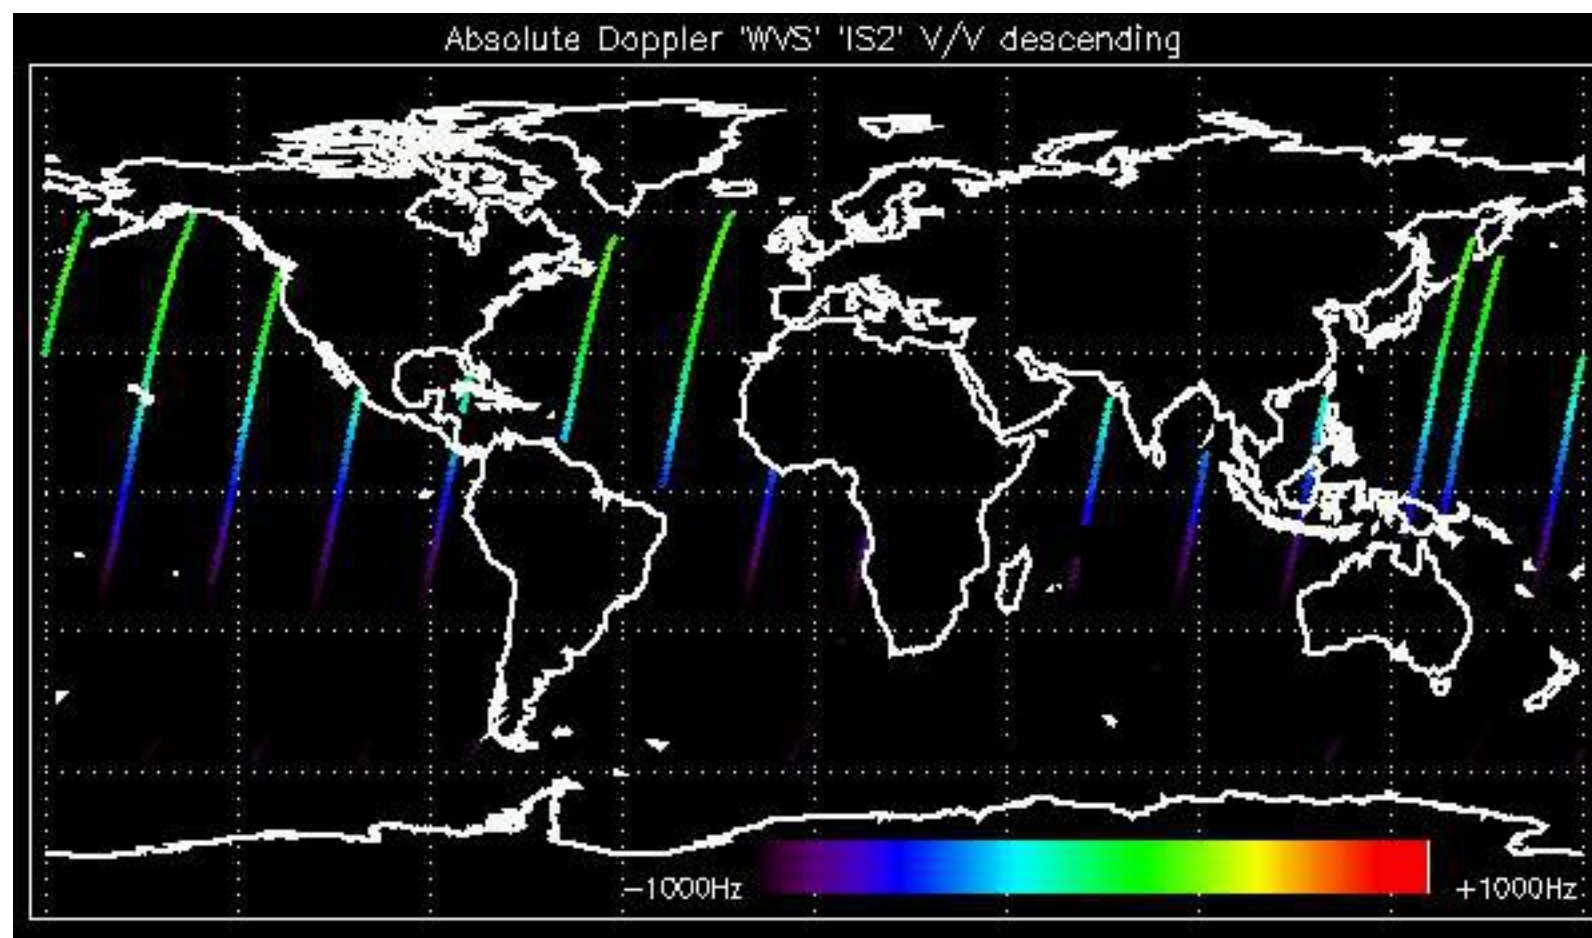 Absolute Doppler 'WVS' 'IS2' V/V descending
-1000Hz
+1000Hz